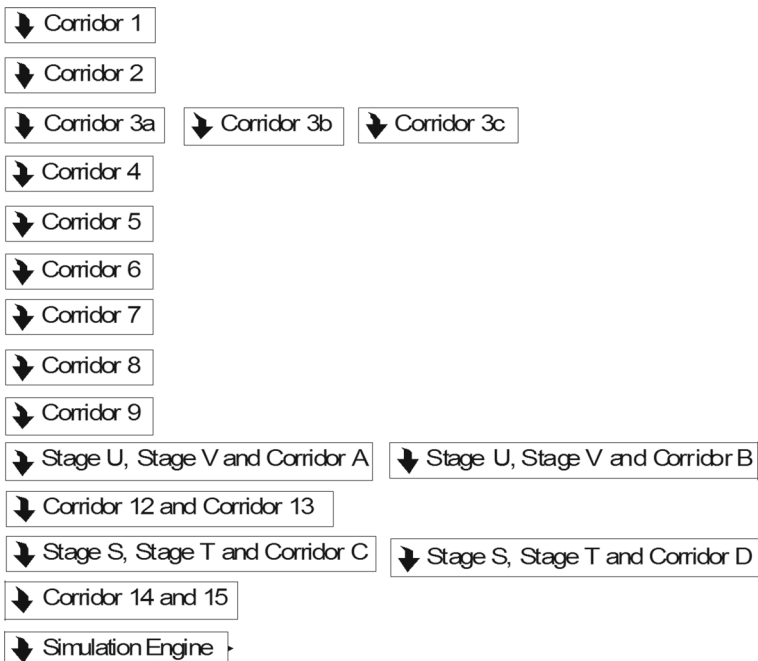 Corridor 1
Corridor 2
Corridor 3a Corridor 3b Corridor 3c
Corridor 4
Corridor 5
Corridor 6
Corridor 7
Corridor 8
Corridor 9
Stage U, Stage V and Corridor A Stage U, Stage V and Corridor B
Corridor 12 and Corridor 13
Stage S, Stage T and Corridor C Stage S, Stage T and Corridor D
Corridor 14 and 15
Simulation Engine